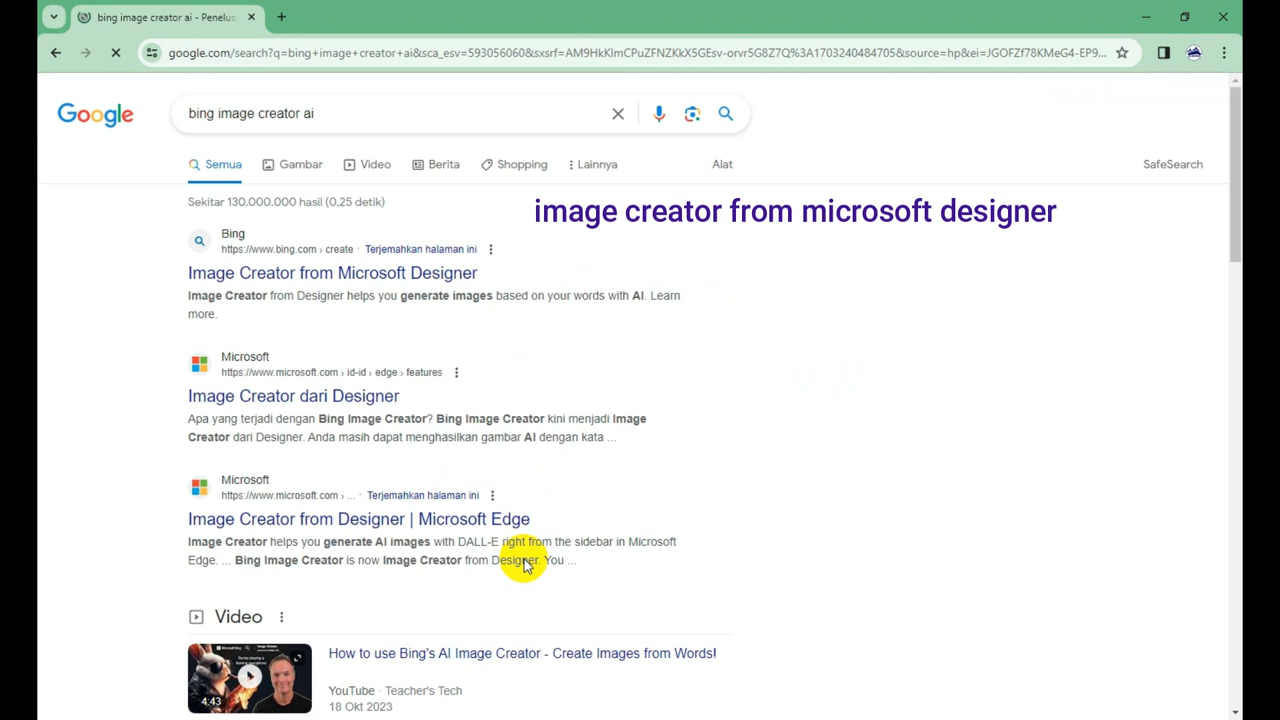 bing image creator ai - Penelus
google.com/search?q=bing+image+creator+ai&sca_esv=593056060&sxsrf=AM9HkKlmCPuZFNZKkX5GEsv-orvr5G8Z7Q%3A1703240484705&source=hp&ei=JGOFZf78KMeG4-EP9...
Google
bing image creator ai
Semua Gambar Video Berita Shopping Lainnya Alat SafeSearch
Sekitar 130.000.000 hasil (0,25 detik)
image creator from microsoft designer
Bing
https://www.bing.com › create · Terjemahkan halaman ini
Image Creator from Microsoft Designer
Image Creator from Designer helps you generate images based on your words with AI. Learn
more.
Microsoft
https://www.microsoft.com › id-id › edge › features
Image Creator dari Designer
Apa yang terjadi dengan Bing Image Creator? Bing Image Creator kini menjadi Image
Creator dari Designer. Anda masih dapat menghasilkan gambar AI dengan kata ...
Microsoft
https://www.microsoft.com › ... · Terjemahkan halaman ini
Image Creator from Designer | Microsoft Edge
Image Creator helps you generate AI images with DALL-E right from the sidebar in Microsoft
Edge. ... Bing Image Creator is now Image Creator from Designer. You ...
Video
How to use Bing's AI Image Creator - Create Images from Words!
4:43
YouTube · Teacher's Tech
18 Okt 2023